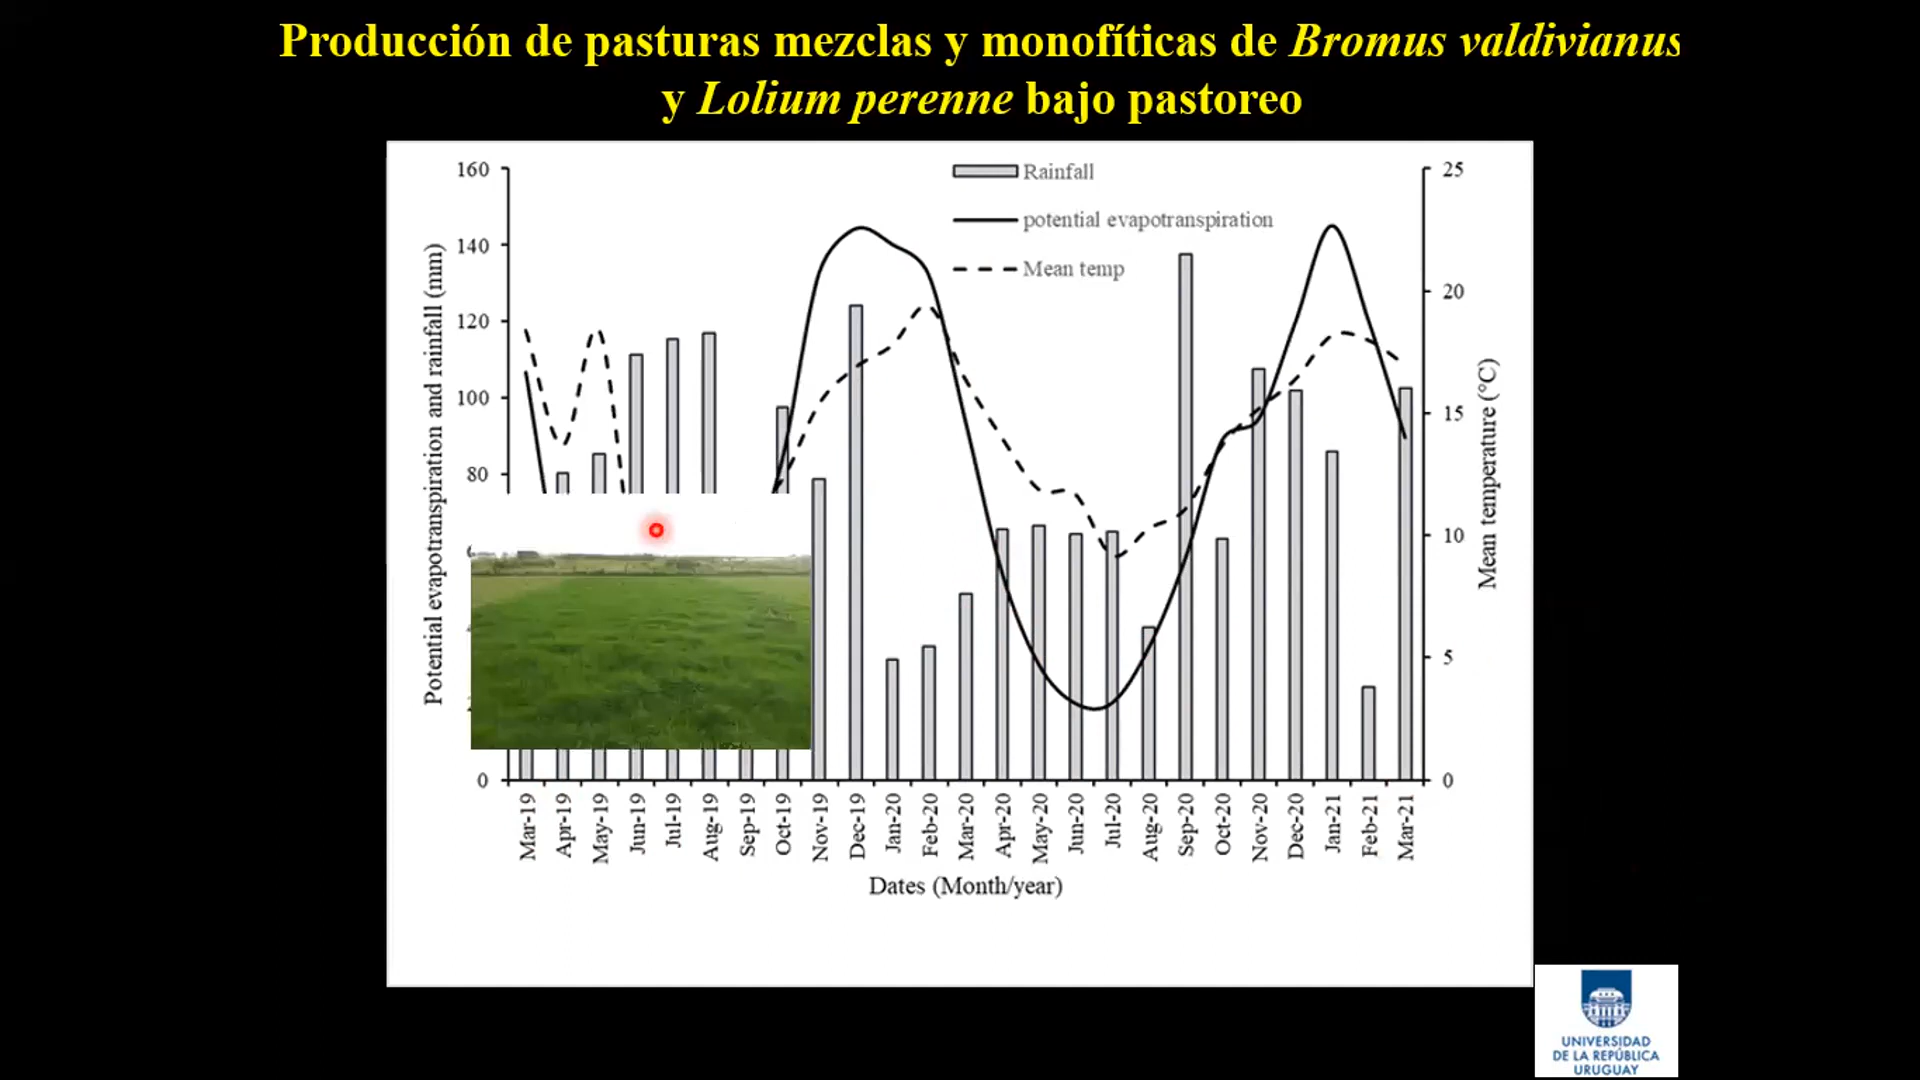 Producción de pasturas mezclas y monofíticas de Bromus valdivianus
y Lolium perenne bajo pastoreo
Rainfall
potential evapotranspiration
Mean temp
Potential evapotranspiration and rainfall (mm)
160
140
120
100
80
0
25
20
15
10
5
0
Mean temperature (°C)
Mar-19
Apr-19
May-19
Jun-19
Jul-19
Aug-19
Sep-19
Oct-19
Nov-19
Dec-19
Jan-20
Feb-20
Mar-20
Apr-20
May-20
Jun-20
Jul-20
Aug-20
Sep-20
Oct-20
Nov-20
Dec-20
Jan-21
Feb-21
Mar-21
Dates (Month/year)
UNIVERSIDAD
DE LA REPÚBLICA
URUGUAY